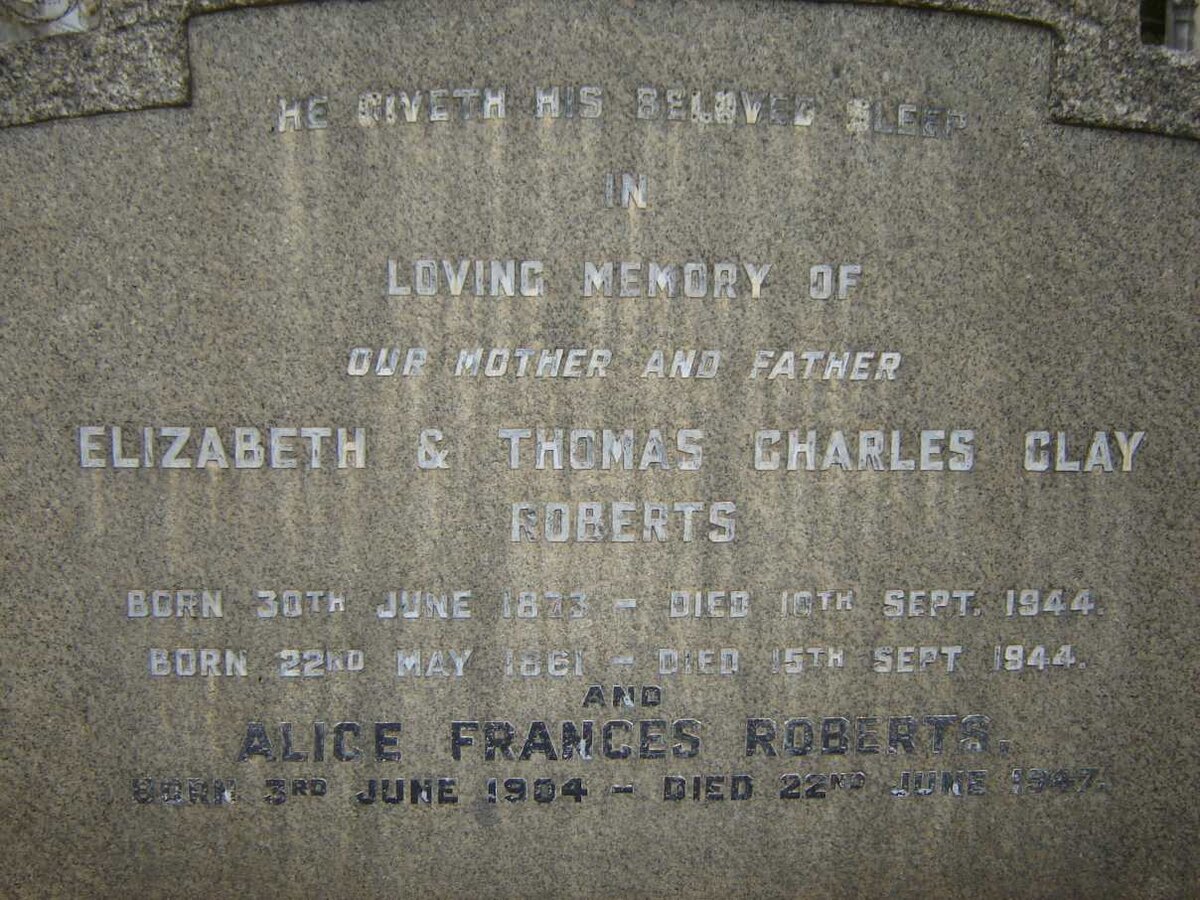 HE GIVETH HIS BELOVED SLEEP
IN
LOVING MEMORY OF
OUR MOTHER AND FATHER
ELIZABETH & THOMAS CHARLES CLAY
ROBERTS
BORN 30TH JUNE 1873 - DIED 10TH SEPT. 1944.
BORN 22ND MAY 1861 - DIED 15TH SEPT 1944.
AND
ALICE FRANCES ROBERTS.
BORN 3RD JUNE 1904 - DIED 22ND JUNE 1947.